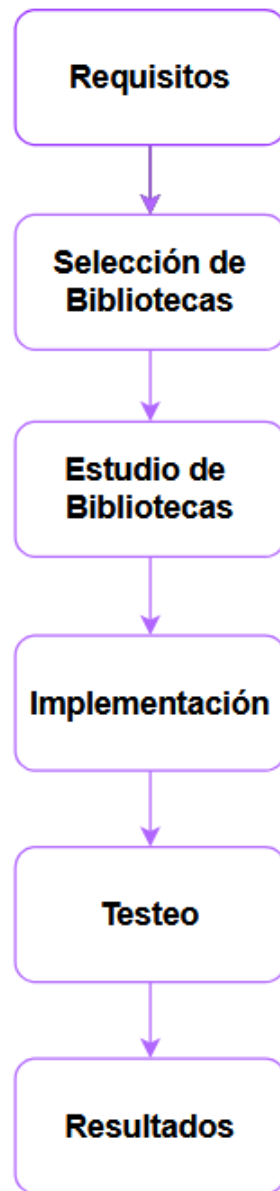 Requisitos
Selección de
Bibliotecas
Estudio de
Bibliotecas
Implementación
Testeo
Resultados